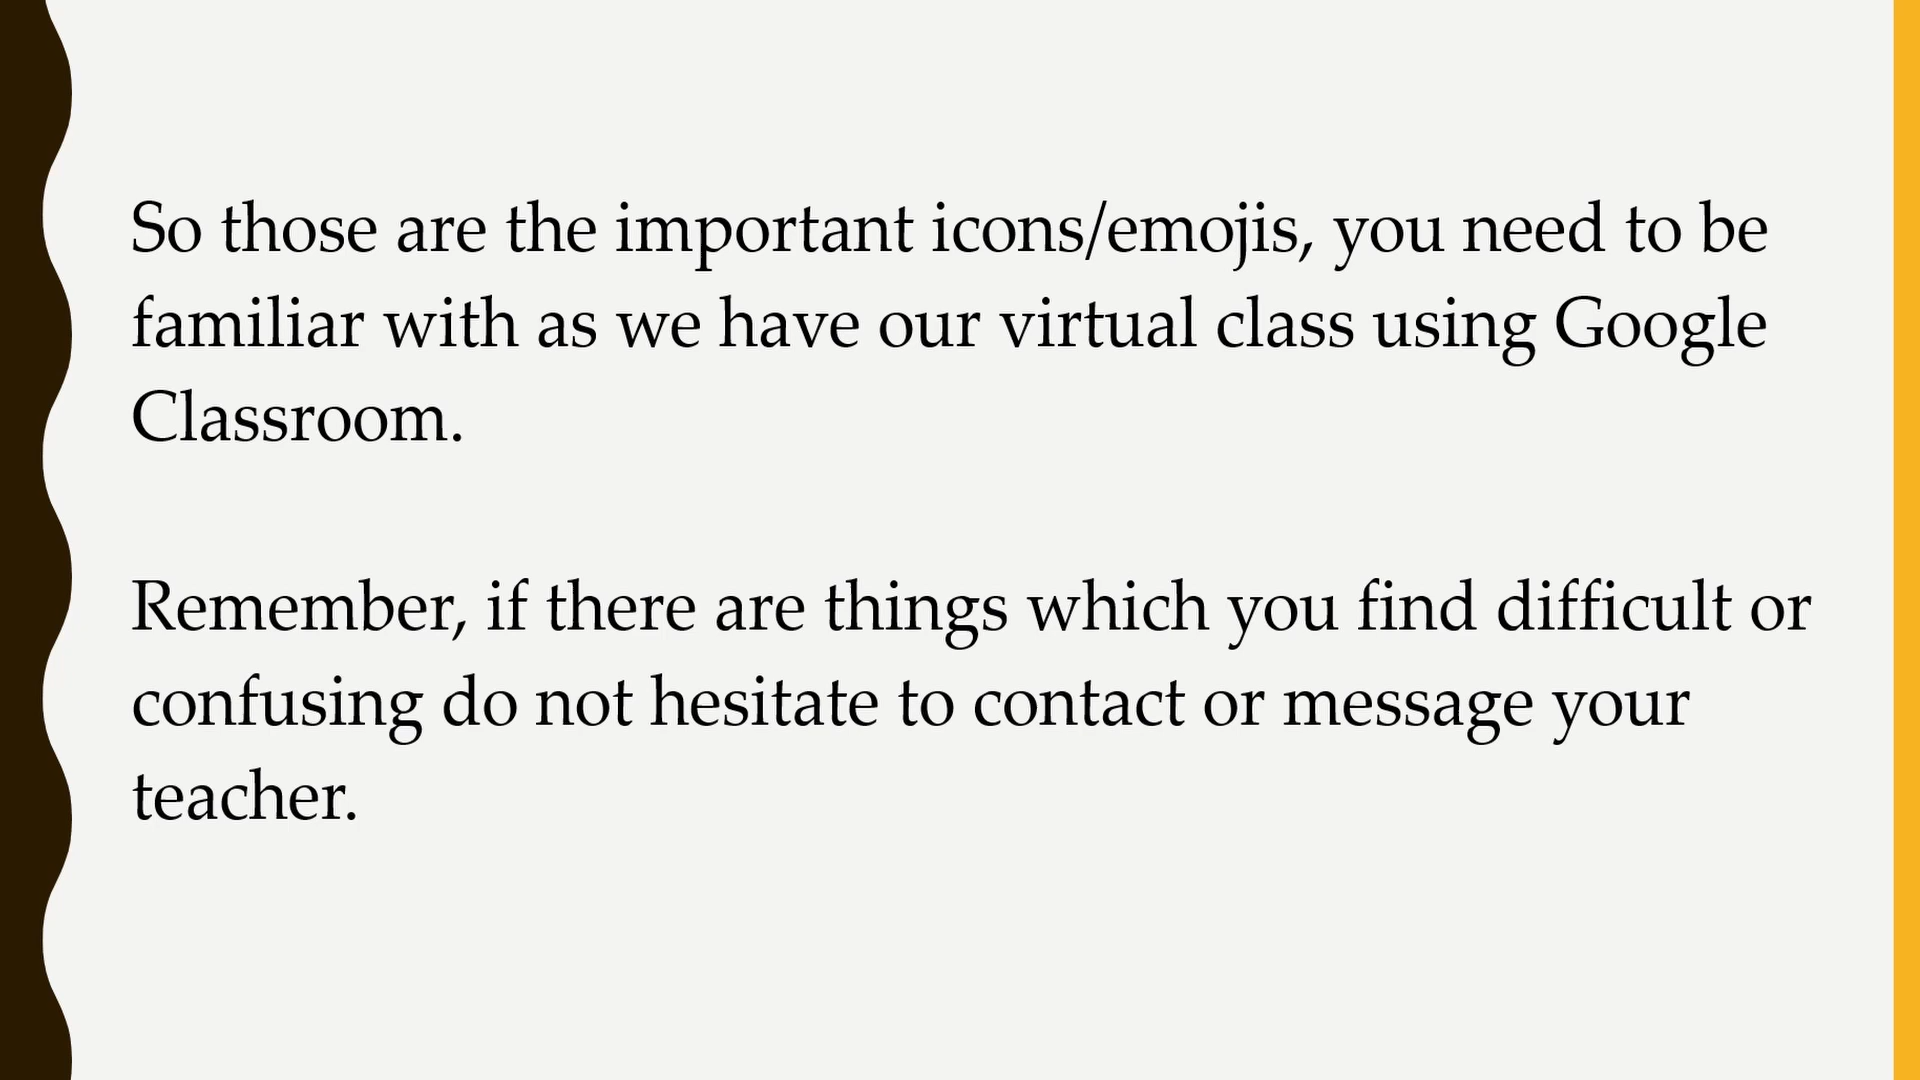 So those are the important icons/emojis, you need to be
familiar with as we have our virtual class using Google
Classroom.
Remember, if there are things which you find difficult or
confusing do not hesitate to contact or message your
teacher.